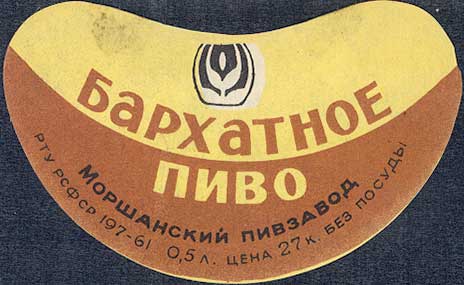 Бархатное
пиво
Моршанский пивзавод
РТУ РСФСР 197-61 0,5 л. цена 27 к. без посуды